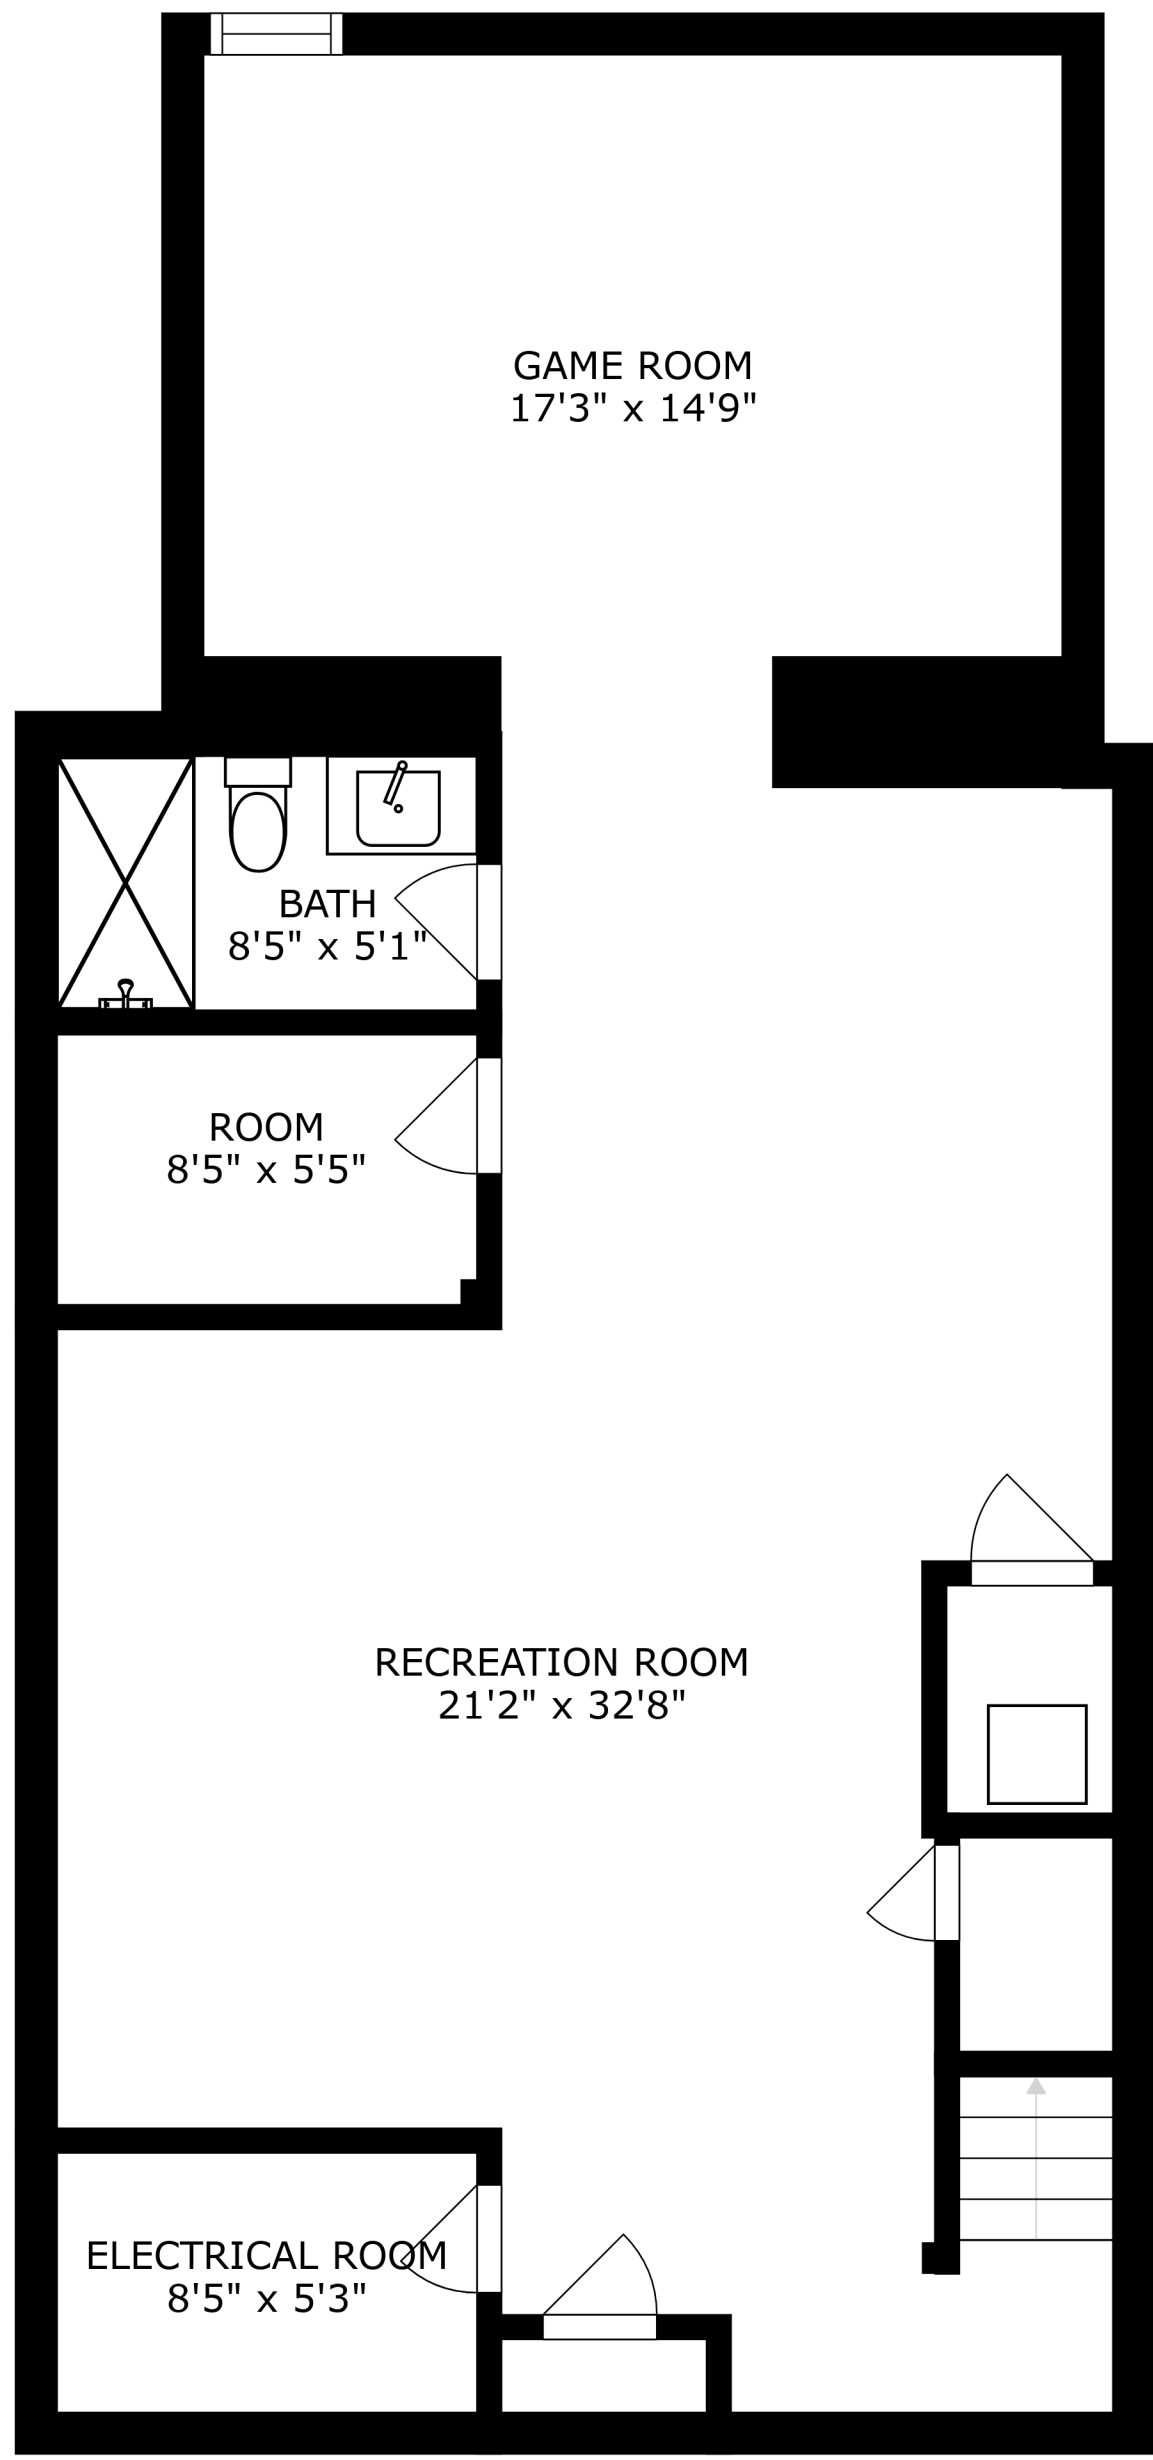 GAME ROOM
17'3" x 14'9"
BATH
8'5" x 5'1"
ROOM
8'5" x 5'5"
RECREATION ROOM
21'2" x 32'8"
ELECTRICAL ROOM
8'5" x 5'3"